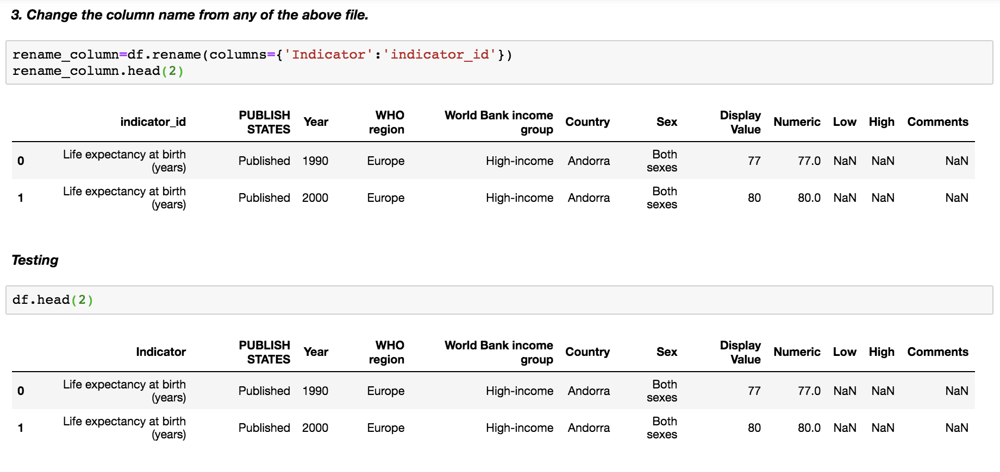 3. Change the column name from any of the above file.
rename_column=df.rename(columns={'Indicator':'indicator_id'})
rename_column.head(2)
indicator_id PUBLISH STATES Year WHO region World Bank income group Country Sex Display Value Numeric Low High Comments
0 Life expectancy at birth (years) Published 1990 Europe High-income Andorra Both sexes 77 77.0 NaN NaN NaN
1 Life expectancy at birth (years) Published 2000 Europe High-income Andorra Both sexes 80 80.0 NaN NaN NaN
Testing
df.head(2)
Indicator PUBLISH STATES Year WHO region World Bank income group Country Sex Display Value Numeric Low High Comments
0 Life expectancy at birth (years) Published 1990 Europe High-income Andorra Both sexes 77 77.0 NaN NaN NaN
1 Life expectancy at birth (years) Published 2000 Europe High-income Andorra Both sexes 80 80.0 NaN NaN NaN